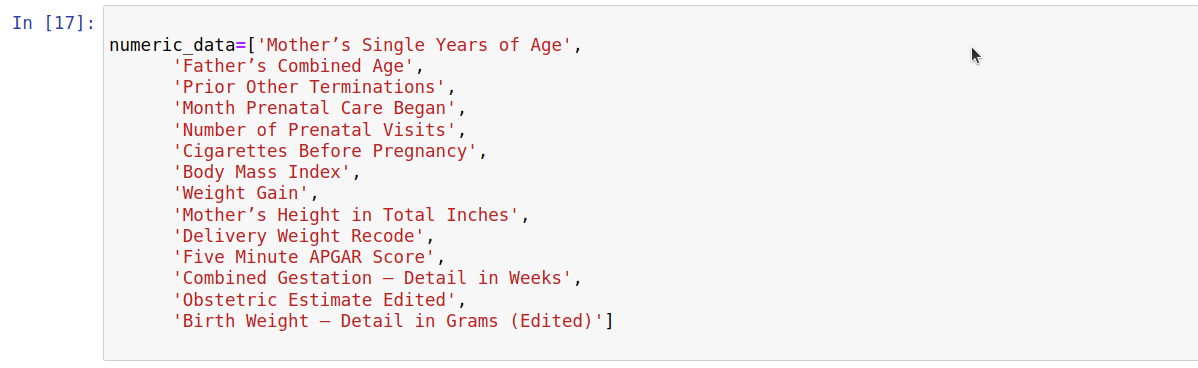 In [17]:
numeric_data=['Mother’s Single Years of Age',
'Father’s Combined Age',
'Prior Other Terminations',
'Month Prenatal Care Began',
'Number of Prenatal Visits',
'Cigarettes Before Pregnancy',
'Body Mass Index',
'Weight Gain',
'Mother’s Height in Total Inches',
'Delivery Weight Recode',
'Five Minute APGAR Score',
'Combined Gestation – Detail in Weeks',
'Obstetric Estimate Edited',
'Birth Weight – Detail in Grams (Edited)']